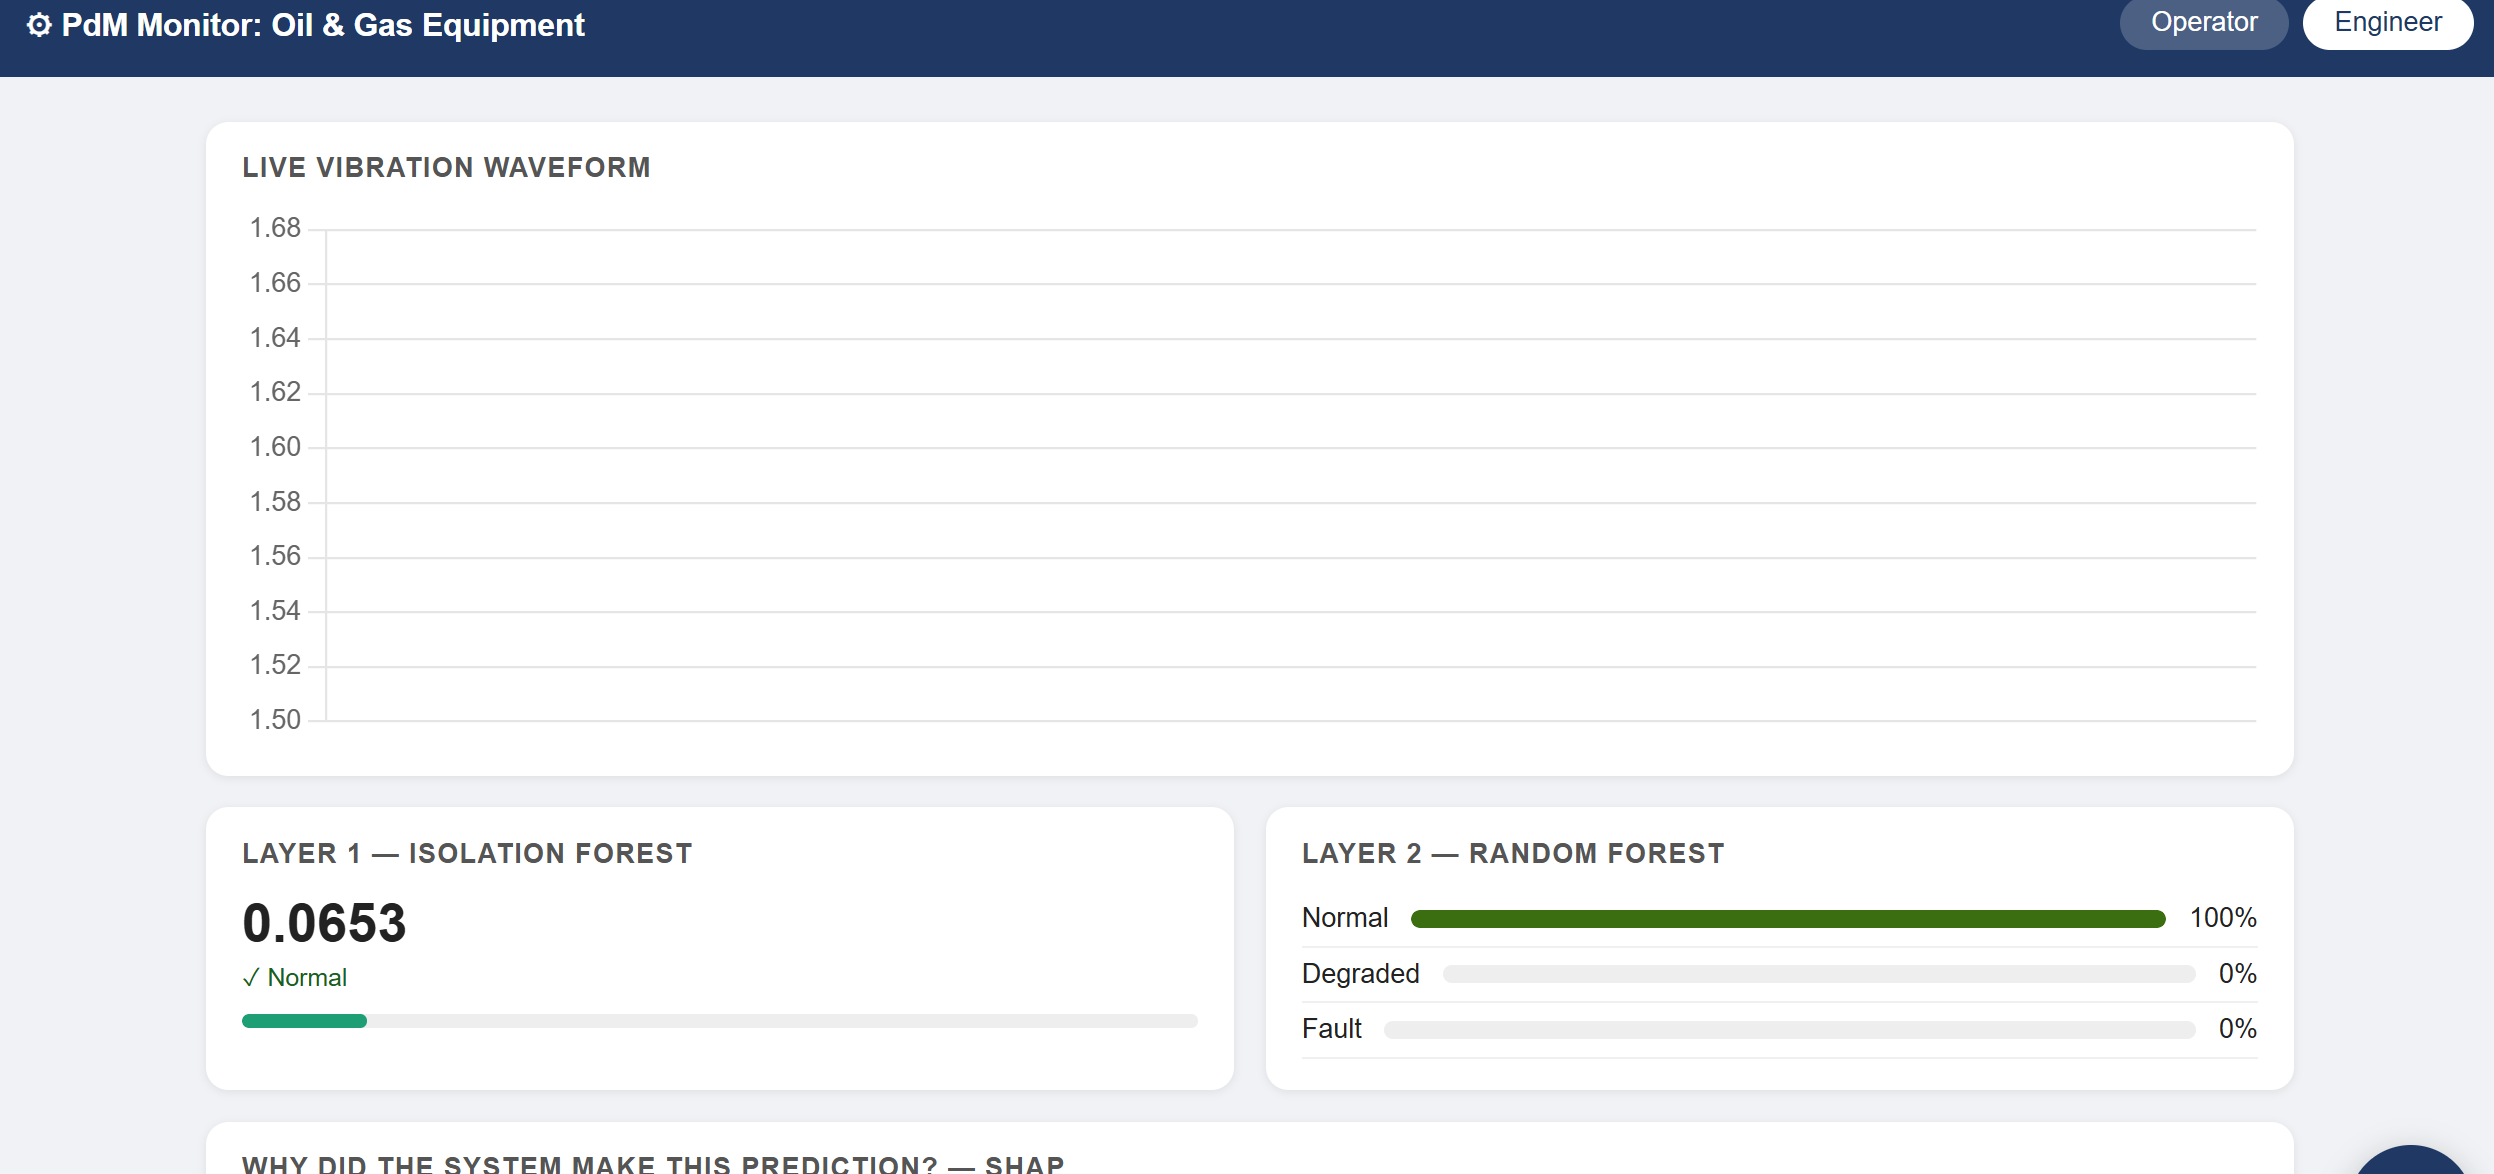 ⚙ PdM Monitor: Oil & Gas Equipment
Operator
Engineer
LIVE VIBRATION WAVEFORM
1.68
1.66
1.64
1.62
1.60
1.58
1.56
1.54
1.52
1.50
LAYER 1 — ISOLATION FOREST
0.0653
✓ Normal
LAYER 2 — RANDOM FOREST
Normal 100%
Degraded 0%
Fault 0%
WHY DID THE SYSTEM MAKE THIS PREDICTION? — SHAP